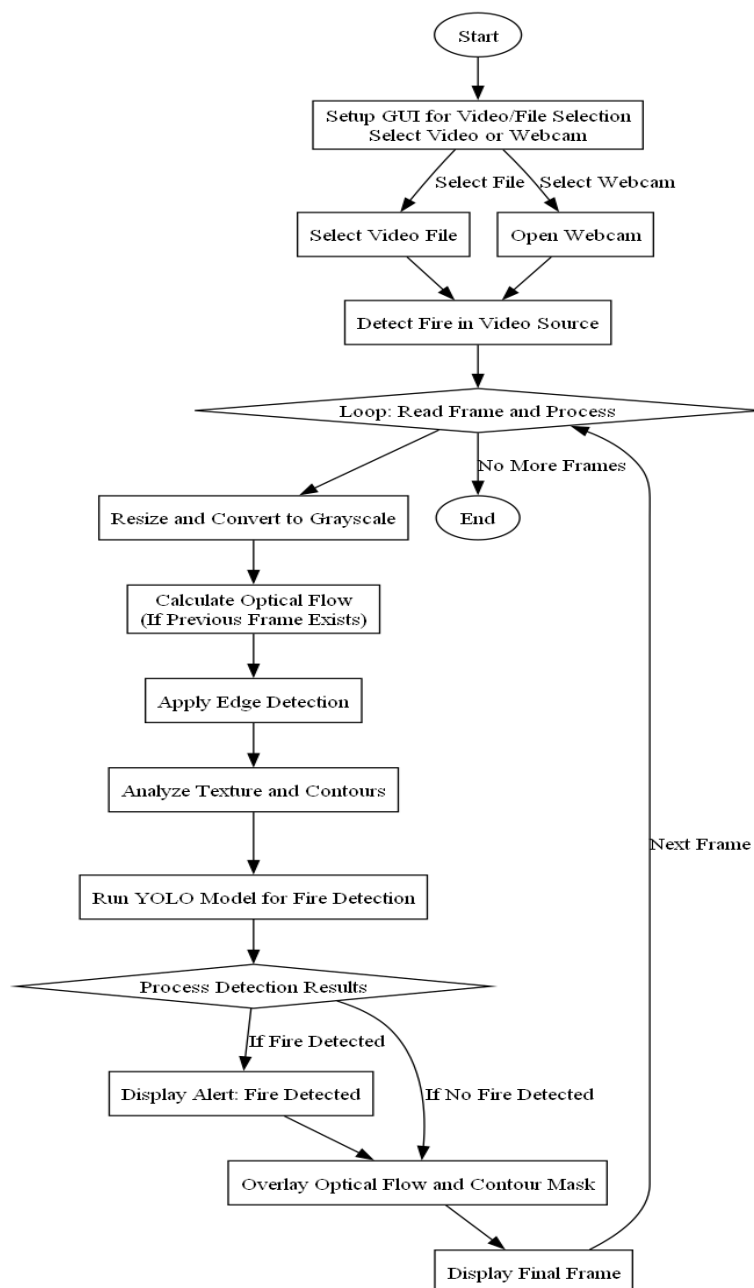 Start
Setup GUI for Video/File Selection
Select Video or Webcam
Select File
Select Webcam
Select Video File
Open Webcam
Detect Fire in Video Source
Loop: Read Frame and Process
No More Frames
Resize and Convert to Grayscale
End
Calculate Optical Flow
(If Previous Frame Exists)
Apply Edge Detection
Analyze Texture and Contours
Next Frame
Run YOLO Model for Fire Detection
Process Detection Results
If Fire Detected
Display Alert: Fire Detected
If No Fire Detected
Overlay Optical Flow and Contour Mask
Display Final Frame